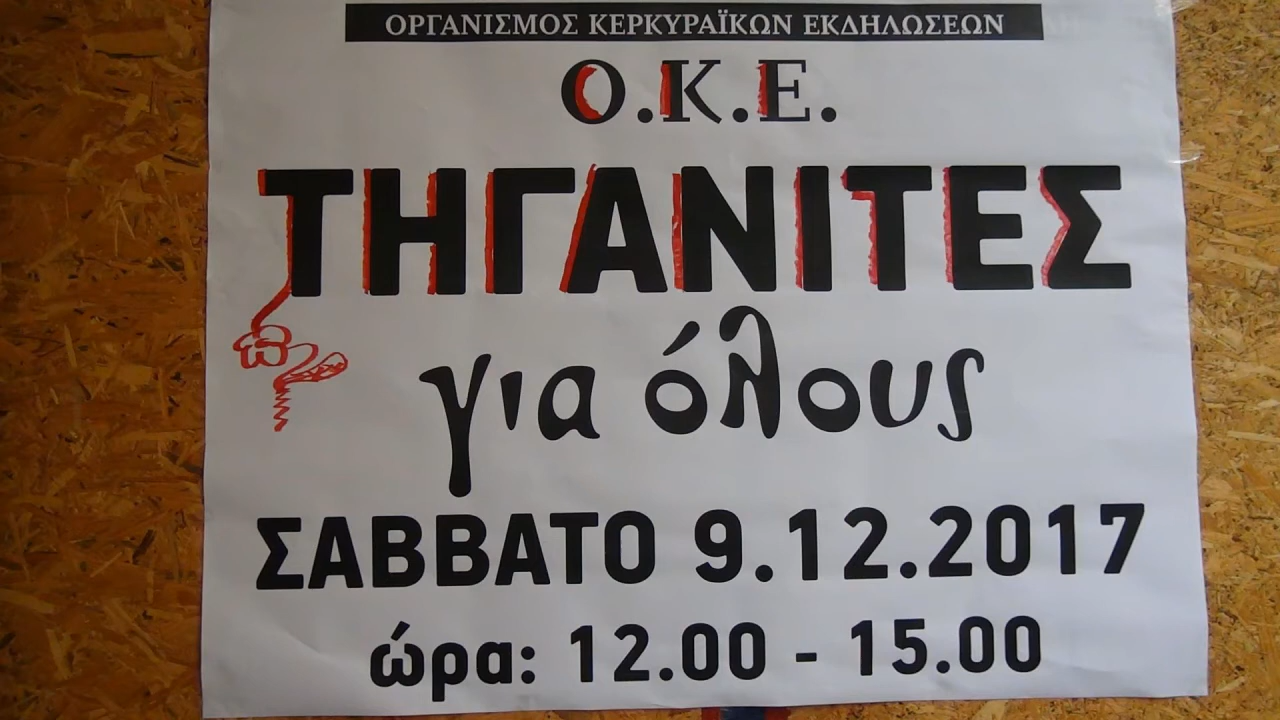 ΟΡΓΑΝΙΣΜΟΣ ΚΕΡΚΥΡΑΪΚΩΝ ΕΚΔΗΛΩΣΕΩΝ
Ο.Κ.Ε.
ΤΗΓΑΝΙΤΕΣ
για όλους
ΣΑΒΒΑΤΟ 9.12.2017
ώρα: 12.00 - 15.00